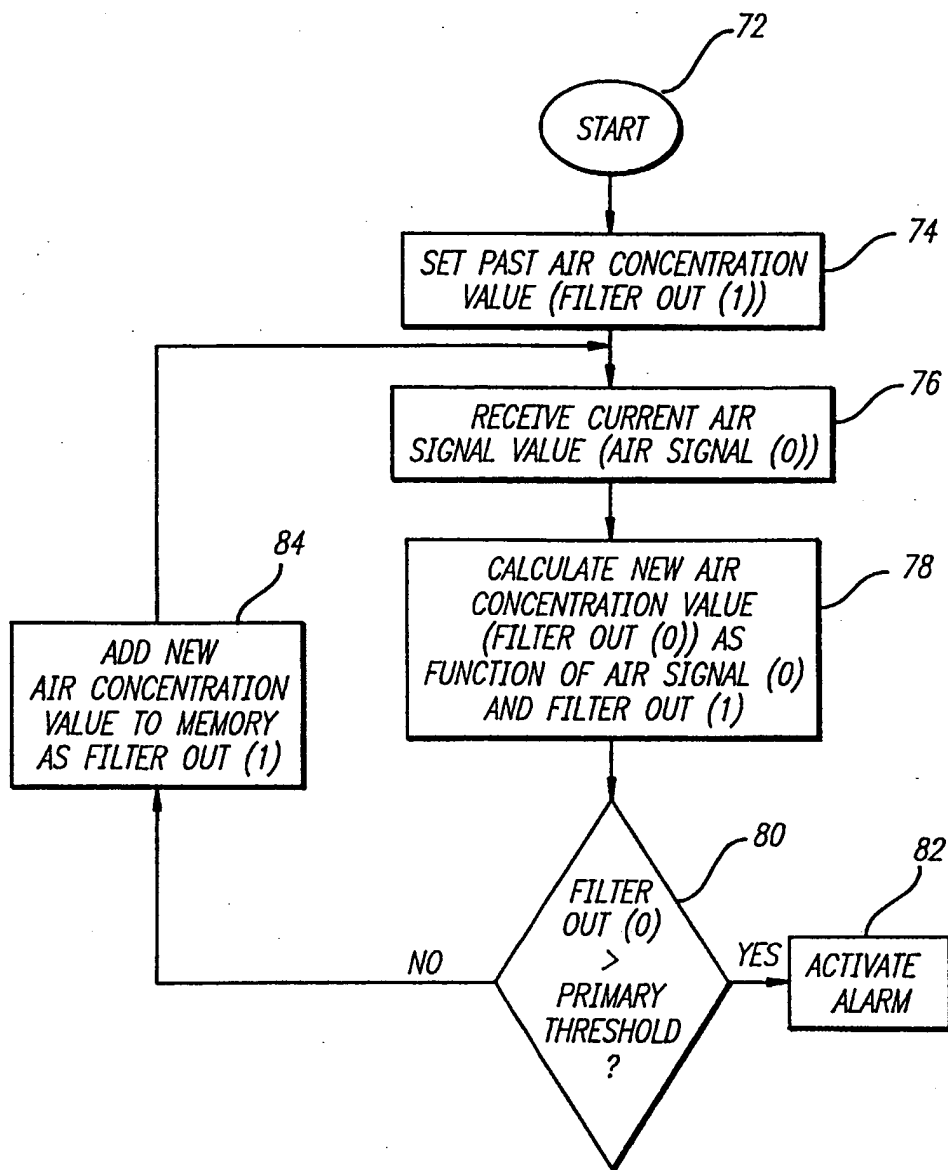 72
START
74
SET PAST AIR CONCENTRATION
VALUE (FILTER OUT (1))
76
RECEIVE CURRENT AIR
SIGNAL VALUE (AIR SIGNAL (0))
84
ADD NEW
AIR CONCENTRATION
VALUE TO MEMORY
AS FILTER OUT (1)
78
CALCULATE NEW AIR
CONCENTRATION VALUE
(FILTER OUT (0)) AS
FUNCTION OF AIR SIGNAL (0)
AND FILTER OUT (1)
80
FILTER
OUT (0)
>
PRIMARY
THRESHOLD
?
NO
YES
82
ACTIVATE
ALARM